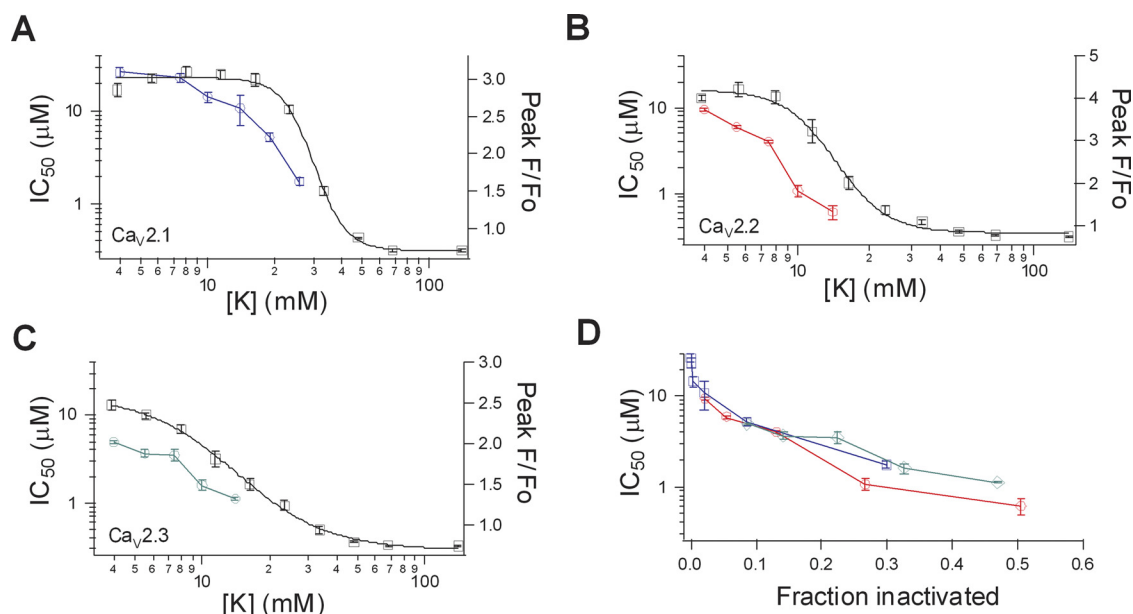 A
IC50 (μM)
10
1
3.0
2.5
2.0
1.5
1.0
Peak F/Fo
CaV2.1
4 5 6 7 8 9 10 2 3 4 5 6 7 8 9 100
[K] (mM)
B
IC50 (μM)
10
1
5
4
3
2
1
Peak F/Fo
CaV2.2
4 5 6 7 8 9 10 2 3 4 5 6 7 8 9 100
[K] (mM)
C
IC50 (μM)
10
1
3.0
2.5
2.0
1.5
1.0
Peak F/Fo
CaV2.3
4 5 6 7 8 9 10 2 3 4 5 6 7 8 9 100
[K] (mM)
D
IC50 (μM)
10
1
0.0 0.1 0.2 0.3 0.4 0.5 0.6
Fraction inactivated